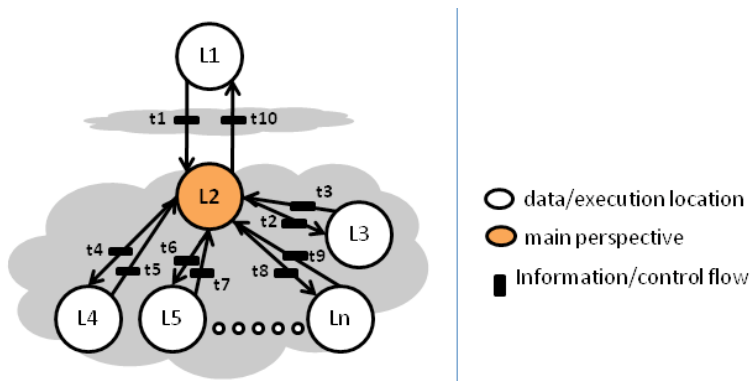 L1
t1
t10
L2
t3
t2
L3
t4
t5
t6
t7
t9
t8
L4
L5
Ln
data/execution location
main perspective
Information/control flow